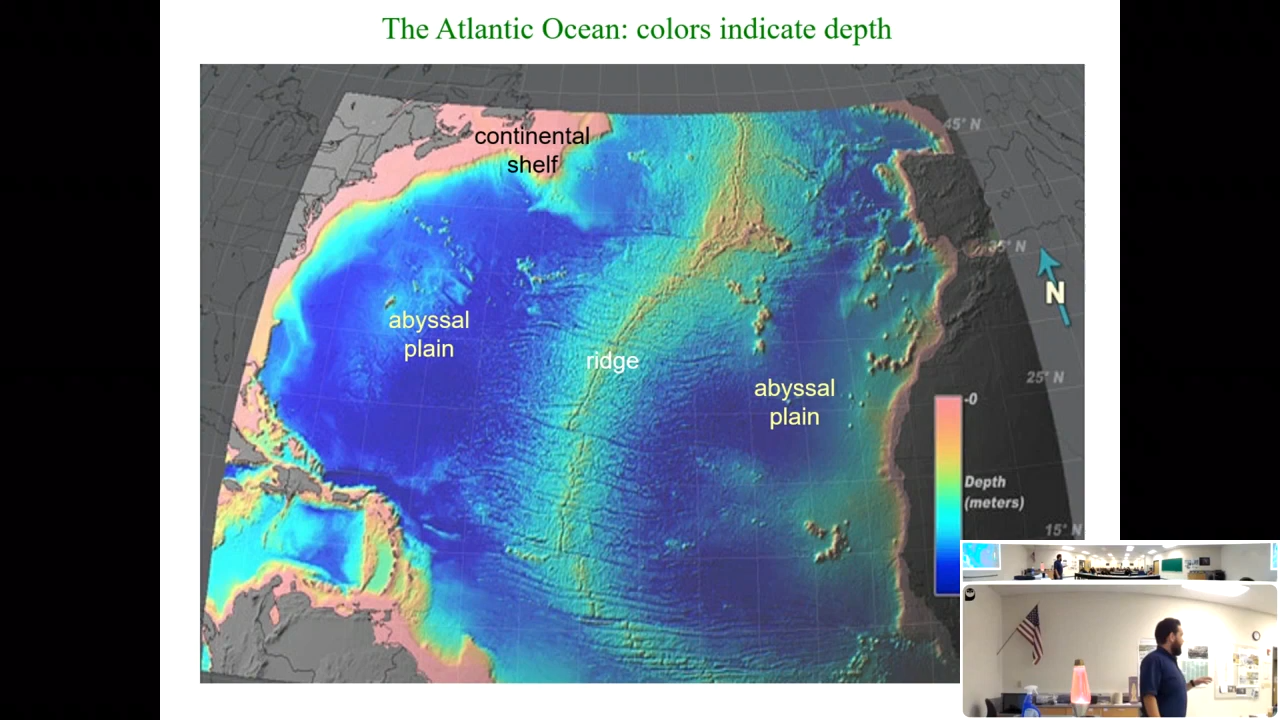 The Atlantic Ocean: colors indicate depth
continental
shelf
45° N
35° N
N
abyssal
plain
ridge
25° N
abyssal
plain
-0
Depth
(meters)
15° N